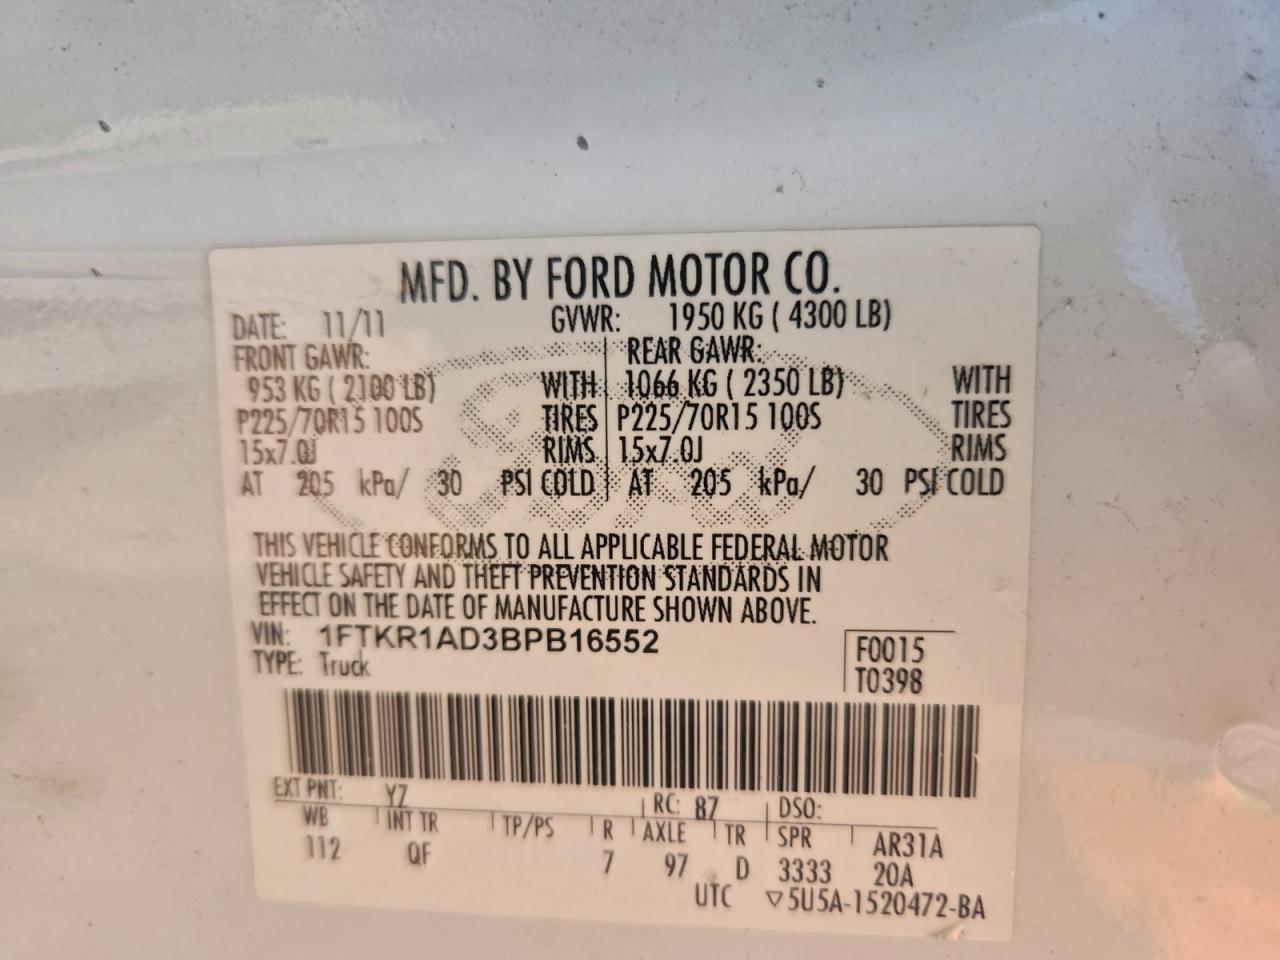 MFD. BY FORD MOTOR CO.
DATE: 11/11 GVWR: 1950 KG ( 4300 LB)
FRONT GAWR: REAR GAWR:
953 KG ( 2100 LB) WITH 1066 KG ( 2350 LB) WITH
P225/70R15 100S TIRES P225/70R15 100S TIRES
15x7.0J RIMS 15x7.0J RIMS
AT 205 kPa/ 30 PSI COLD AT 205 kPa/ 30 PSI COLD
THIS VEHICLE CONFORMS TO ALL APPLICABLE FEDERAL MOTOR
VEHICLE SAFETY AND THEFT PREVENTION STANDARDS IN
EFFECT ON THE DATE OF MANUFACTURE SHOWN ABOVE.
VIN: 1FTKR1AD3BPB16552 F0015
TYPE: Truck T0398
EXT PNT: YZ RC: 87 DSO:
WB INT TR TP/PS R AXLE TR SPR AR31A
112 QF 7 97 D 3333 20A
UTC ▽5U5A-1520472-BA